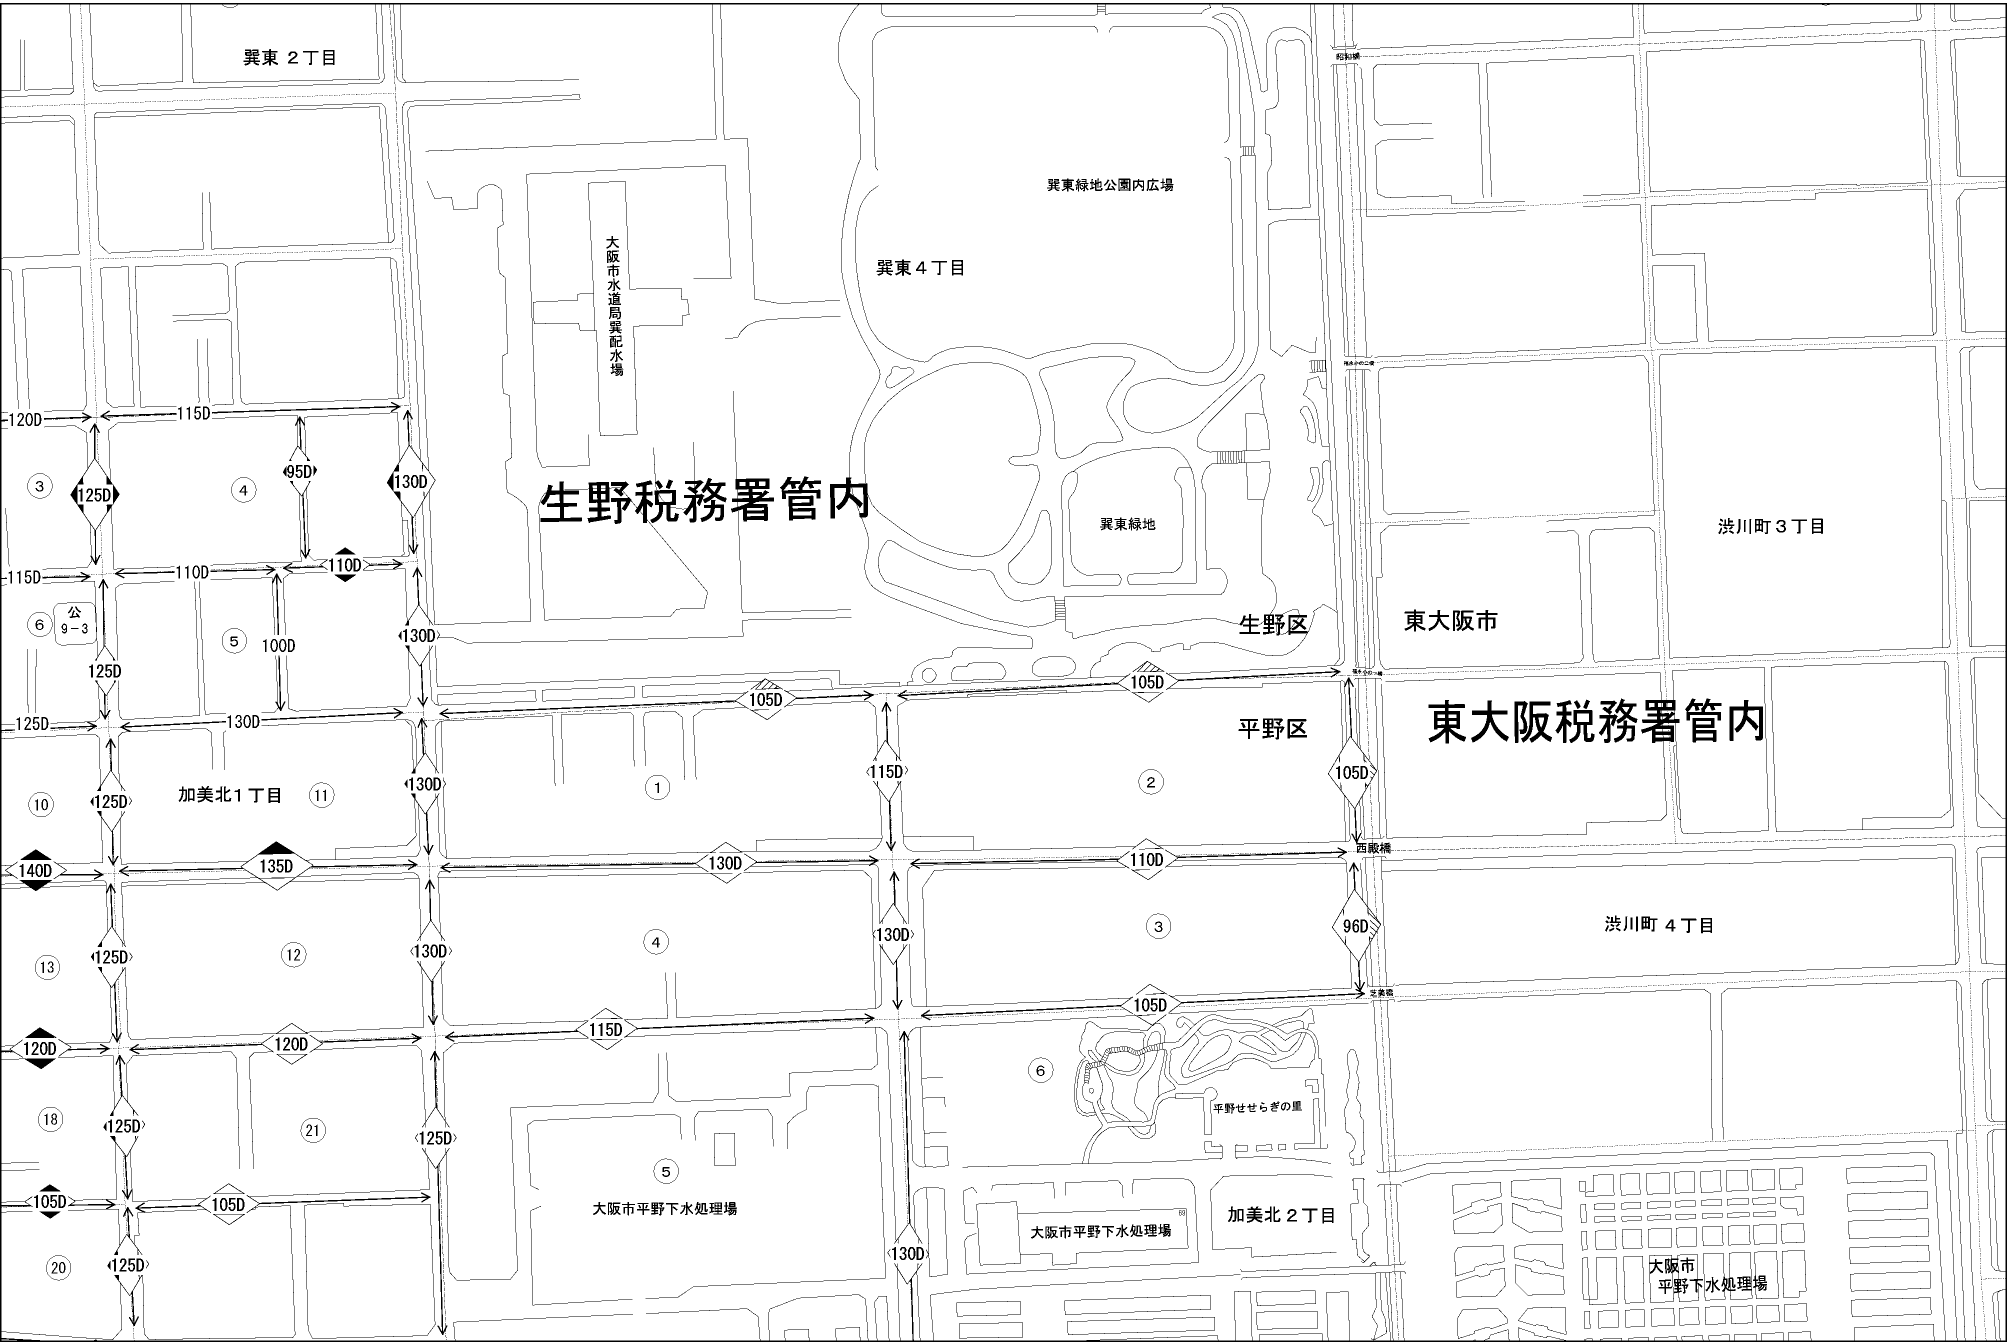 巽東 2丁目
昭和橋
巽東緑地公園内広場
巽東4丁目
大阪市水道局巽配水場
120D
115D
95D
130D
125D
3
4
生野税務署管内
巽東緑地
渋川町3丁目
115D
110D
110D
公
9-3
6
5
100D
130D
125D
生野区
東大阪市
105D
105D
125D
130D
平野区
東大阪税務署管内
115D
105D
130D
125D
10
加美北1丁目
11
1
2
140D
135D
130D
110D
西殿橋
125D
130D
130D
96D
13
12
4
3
渋川町 4丁目
芝美橋
105D
120D
120D
115D
6
平野せせらぎの里
18
125D
21
125D
5
105D
105D
大阪市平野下水処理場
大阪市平野下水処理場
69
加美北2丁目
20
125D
130D
大阪市
平野下水処理場